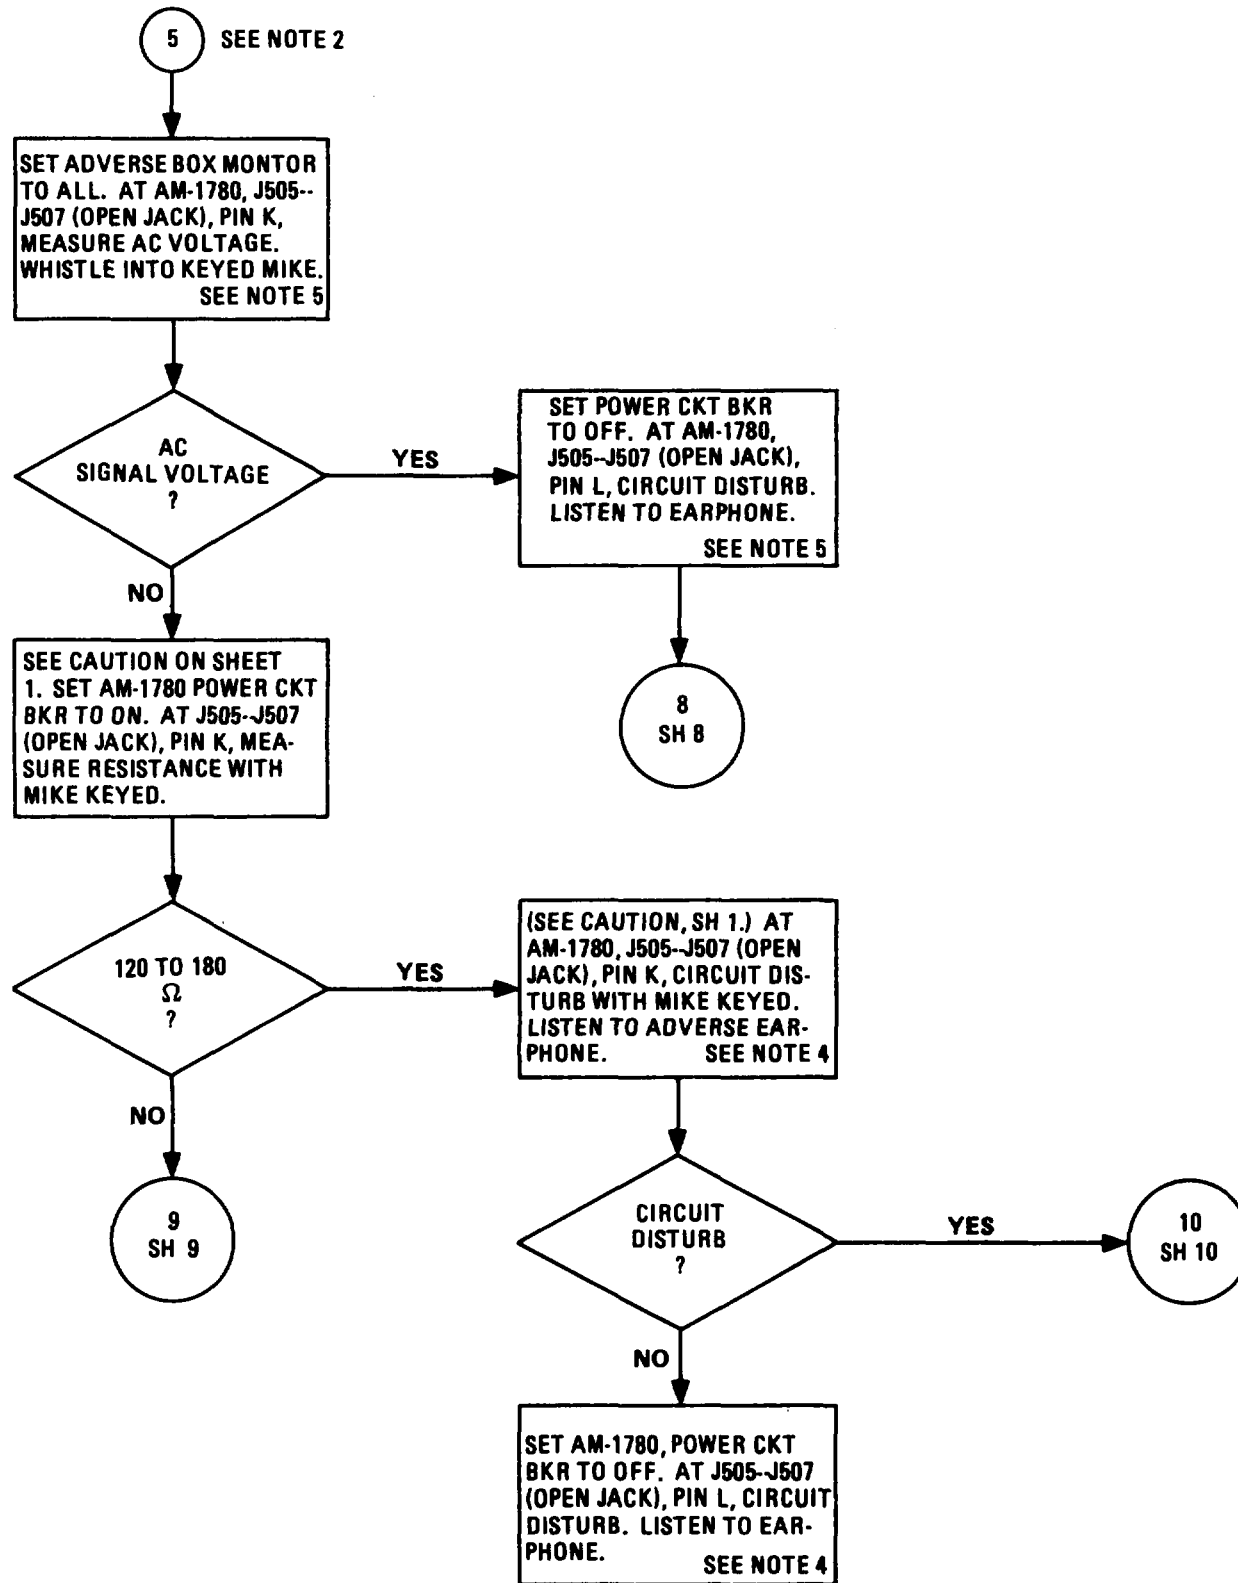 5 SEE NOTE 2
SET ADVERSE BOX MONTOR
TO ALL. AT AM-1780, J505--
J507 (OPEN JACK), PIN K,
MEASURE AC VOLTAGE.
WHISTLE INTO KEYED MIKE.
SEE NOTE 5
AC
SIGNAL VOLTAGE
?
YES
SET POWER CKT BKR
TO OFF. AT AM-1780,
J505--J507 (OPEN JACK),
PIN L, CIRCUIT DISTURB.
LISTEN TO EARPHONE.
SEE NOTE 5
8
SH 8
NO
SEE CAUTION ON SHEET
1. SET AM-1780 POWER CKT
BKR TO ON. AT J505--J507
(OPEN JACK), PIN K, MEA-
SURE RESISTANCE WITH
MIKE KEYED.
120 TO 180
Ω
?
YES
(SEE CAUTION, SH 1.) AT
AM-1780, J505--J507 (OPEN
JACK), PIN K, CIRCUIT DIS-
TURB WITH MIKE KEYED.
LISTEN TO ADVERSE EAR-
PHONE. SEE NOTE 4
NO
9
SH 9
CIRCUIT
DISTURB
?
YES
10
SH 10
NO
SET AM-1780, POWER CKT
BKR TO OFF. AT J505--J507
(OPEN JACK), PIN L, CIRCUIT
DISTURB. LISTEN TO EAR-
PHONE. SEE NOTE 4